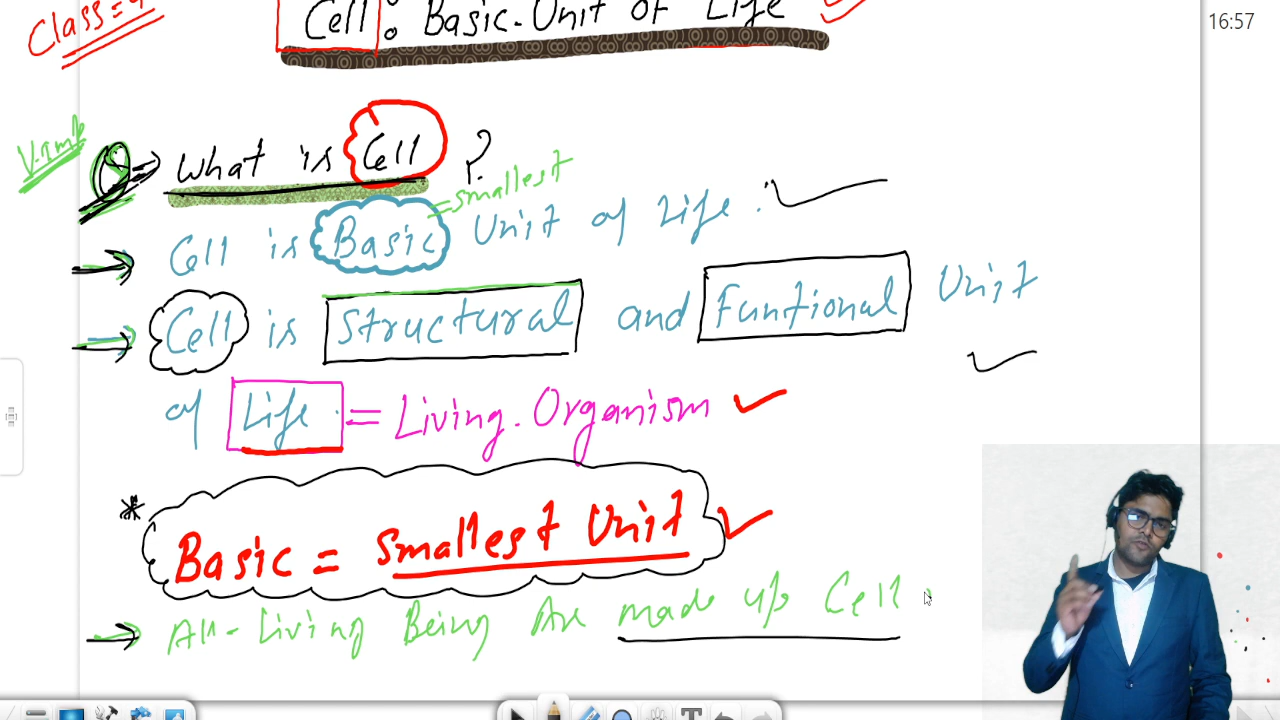 Class = 9
Cell : Basic-Unit Of Life
16:57
V.Imp
What is Cell ?
= smallest
Cell is Basic Unit of Life.
Cell is Structural and Funtional Unit
of Life. = Living. Organism
* Basic = Smallest Unit
All-Living Being Are made up Cell